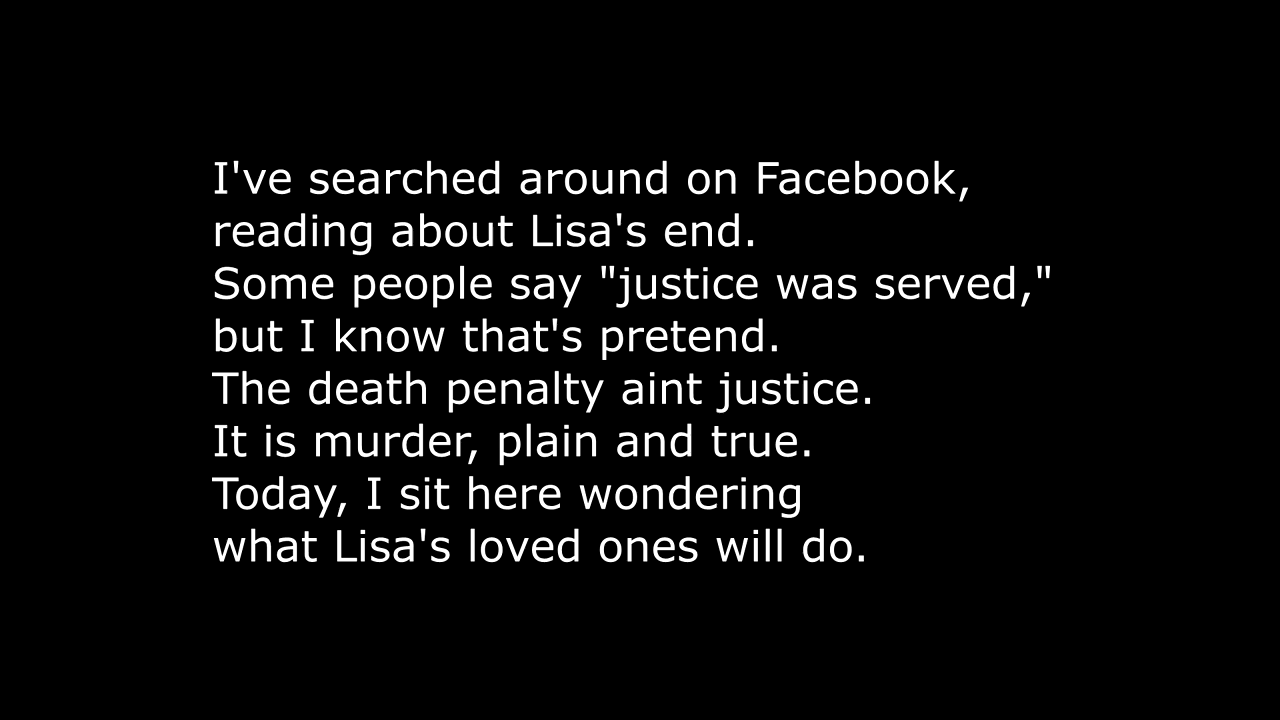 I've searched around on Facebook,
reading about Lisa's end.
Some people say "justice was served,"
but I know that's pretend.
The death penalty aint justice.
It is murder, plain and true.
Today, I sit here wondering
what Lisa's loved ones will do.